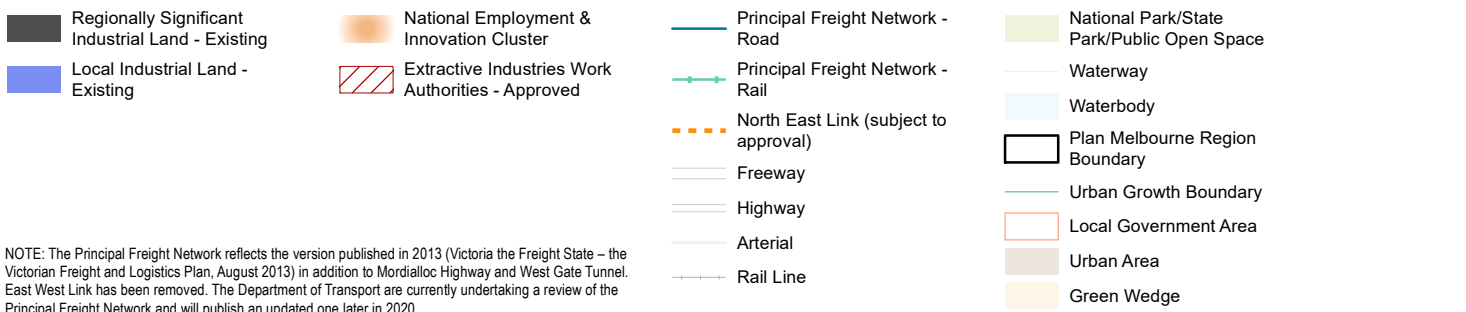 Regionally Significant
Industrial Land - Existing
Local Industrial Land -
Existing
National Employment &
Innovation Cluster
Extractive Industries Work
Authorities - Approved
Principal Freight Network -
Road
Principal Freight Network -
Rail
North East Link (subject to
approval)
Freeway
Highway
Arterial
Rail Line
National Park/State
Park/Public Open Space
Waterway
Waterbody
Plan Melbourne Region
Boundary
Urban Growth Boundary
Local Government Area
Urban Area
Green Wedge
NOTE: The Principal Freight Network reflects the version published in 2013 (Victoria the Freight State – the
Victorian Freight and Logistics Plan, August 2013) in addition to Mordialloc Highway and West Gate Tunnel.
East West Link has been removed. The Department of Transport are currently undertaking a review of the
Principal Freight Network and will publish an updated one later in 2020